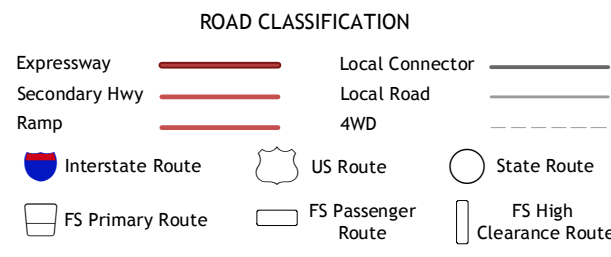 ROAD CLASSIFICATION
Expressway
Local Connector
Secondary Hwy
Local Road
Ramp
4WD
Interstate Route
US Route
State Route
FS Primary Route
FS Passenger
Route
FS High
Clearance Route